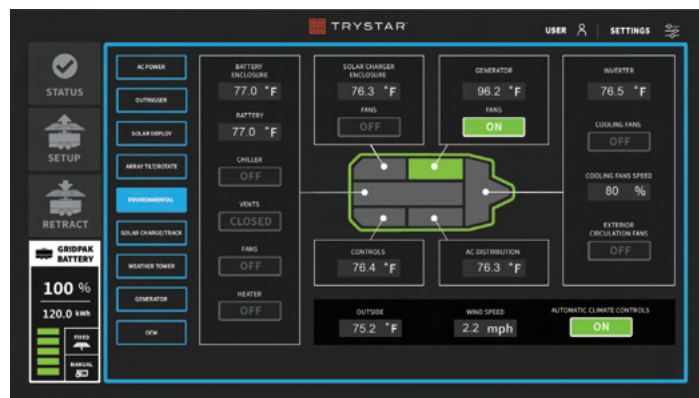 TRYSTAR
USER
SETTINGS
STATUS
SETUP
RETRACT
GRIDPAK
BATTERY
100 %
120.0 kWh
FIXED
MANUAL
AC POWER
OUTRIGGER
SOLAR DEPLOY
ARRAY TILT/ROTATE
ENVIRONMENTAL
SOLAR CHARGE/TRACK
WEATHER TOWER
GENERATOR
OEM
BATTERY
ENCLOSURE
77.0 °F
BATTERY
77.0 °F
CHILLER
OFF
VENTS
CLOSED
FANS
OFF
HEATER
OFF
SOLAR CHARGER
ENCLOSURE
76.3 °F
FANS
OFF
GENERATOR
96.2 °F
FANS
ON
INVERTER
76.5 °F
COOLING FANS
OFF
COOLING FANS SPEED
80 %
EXTERIOR
CIRCULATION FANS
OFF
CONTROLS
76.4 °F
AC DISTRIBUTION
76.3 °F
OUTSIDE
75.2 °F
WIND SPEED
2.2 mph
AUTOMATIC CLIMATE CONTROLS
ON